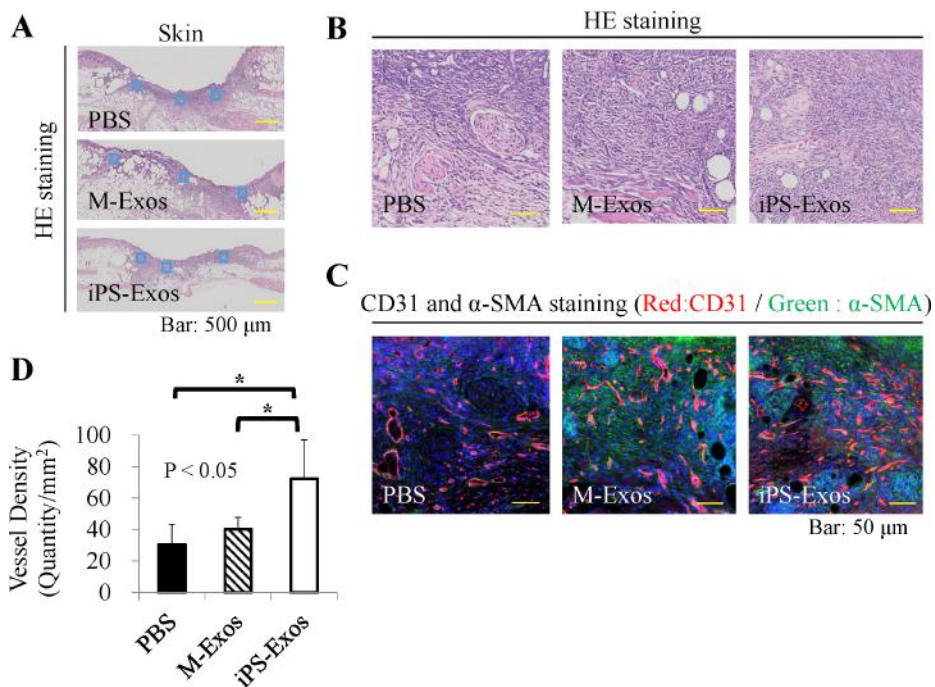 A
Skin
HE staining
PBS
M-Exos
iPS-Exos
Bar: 500 μm
B
HE staining
PBS
M-Exos
iPS-Exos
C
CD31 and α-SMA staining (Red:CD31 / Green : α-SMA)
PBS
M-Exos
iPS-Exos
Bar: 50 μm
D
*
*
P < 0.05
Vessel Density
(Quantity/mm²)
100
80
60
40
20
0
PBS
M-Exos
iPS-Exos